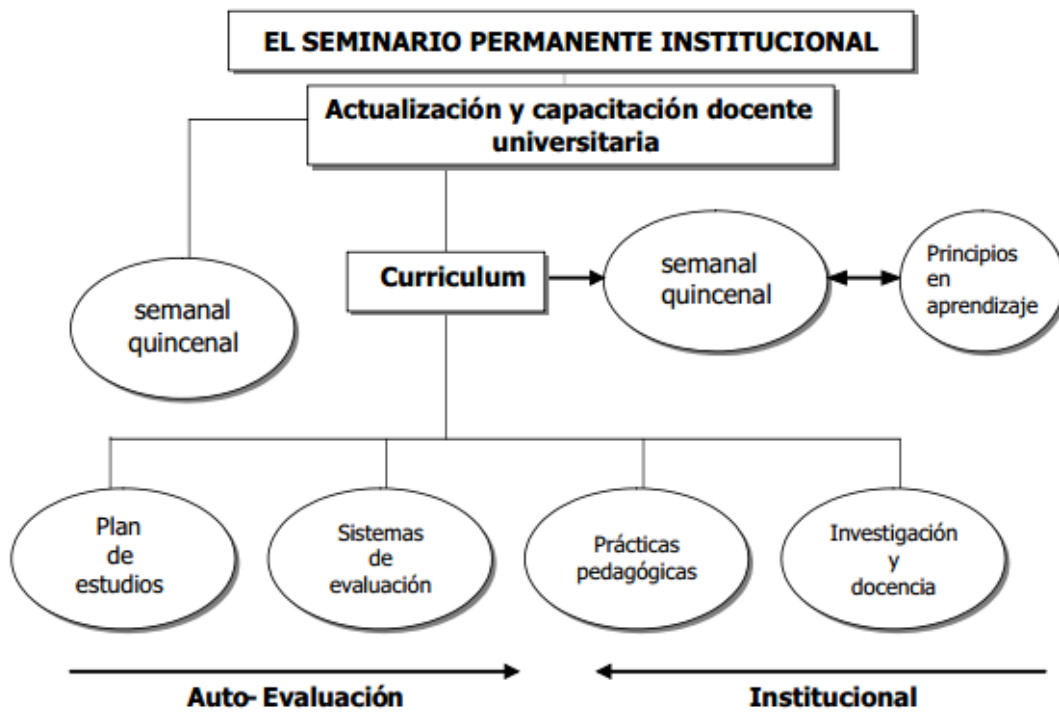 EL SEMINARIO PERMANENTE INSTITUCIONAL
Actualización y capacitación docente
universitaria
semanal
quincenal
Curriculum
semanal
quincenal
Principios
en
aprendizaje
Plan
de
estudios
Sistemas
de
evaluación
Prácticas
pedagógicas
Investigación
y
docencia
Auto- Evaluación
Institucional